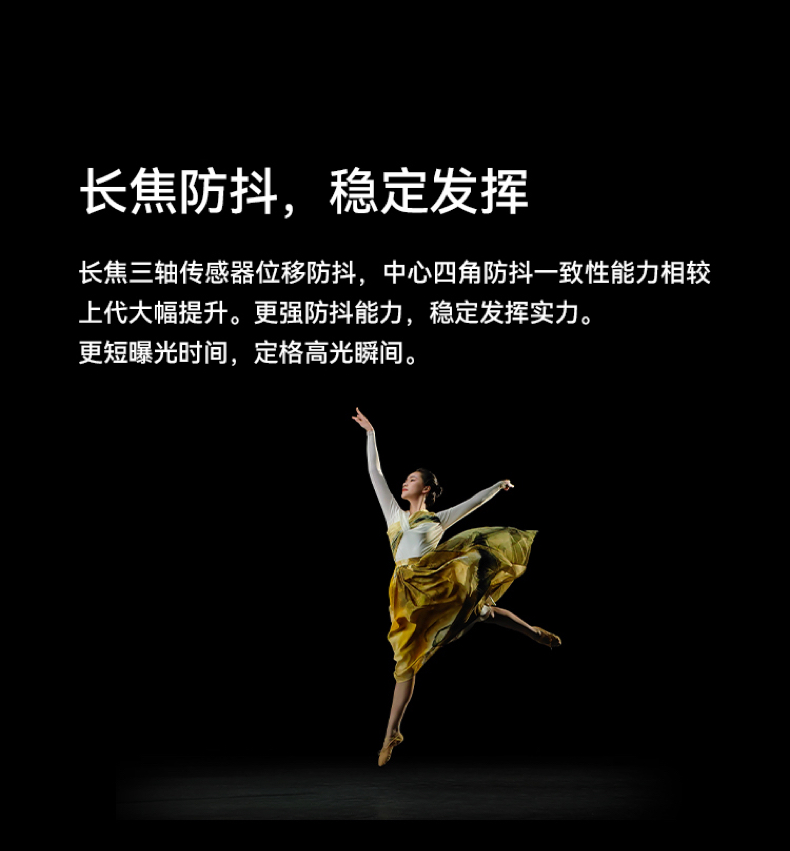 长焦防抖，稳定发挥
长焦三轴传感器位移防抖，中心四角防抖一致性能力相较
上代大幅提升。更强防抖能力，稳定发挥实力。
更短曝光时间，定格高光瞬间。